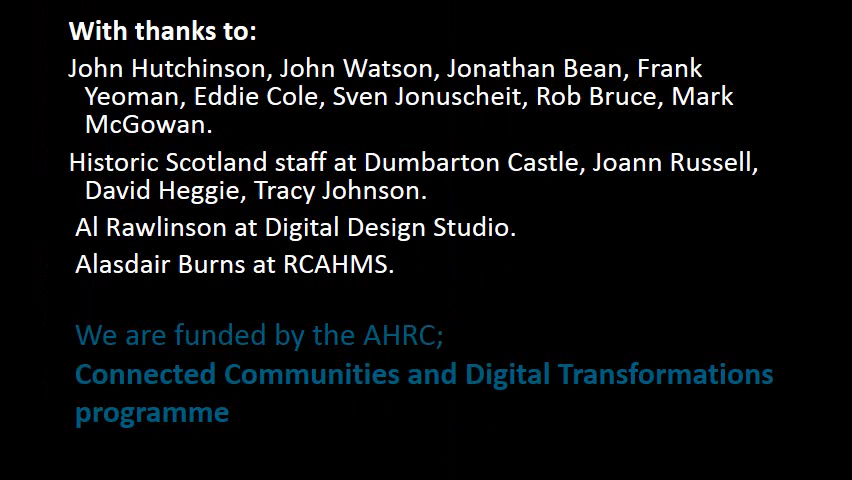 With thanks to:
John Hutchinson, John Watson, Jonathan Bean, Frank
Yeoman, Eddie Cole, Sven Jonuscheit, Rob Bruce, Mark
McGowan.
Historic Scotland staff at Dumbarton Castle, Joann Russell,
David Heggie, Tracy Johnson.
Al Rawlinson at Digital Design Studio.
Alasdair Burns at RCAHMS.
We are funded by the AHRC;
Connected Communities and Digital Transformations
programme